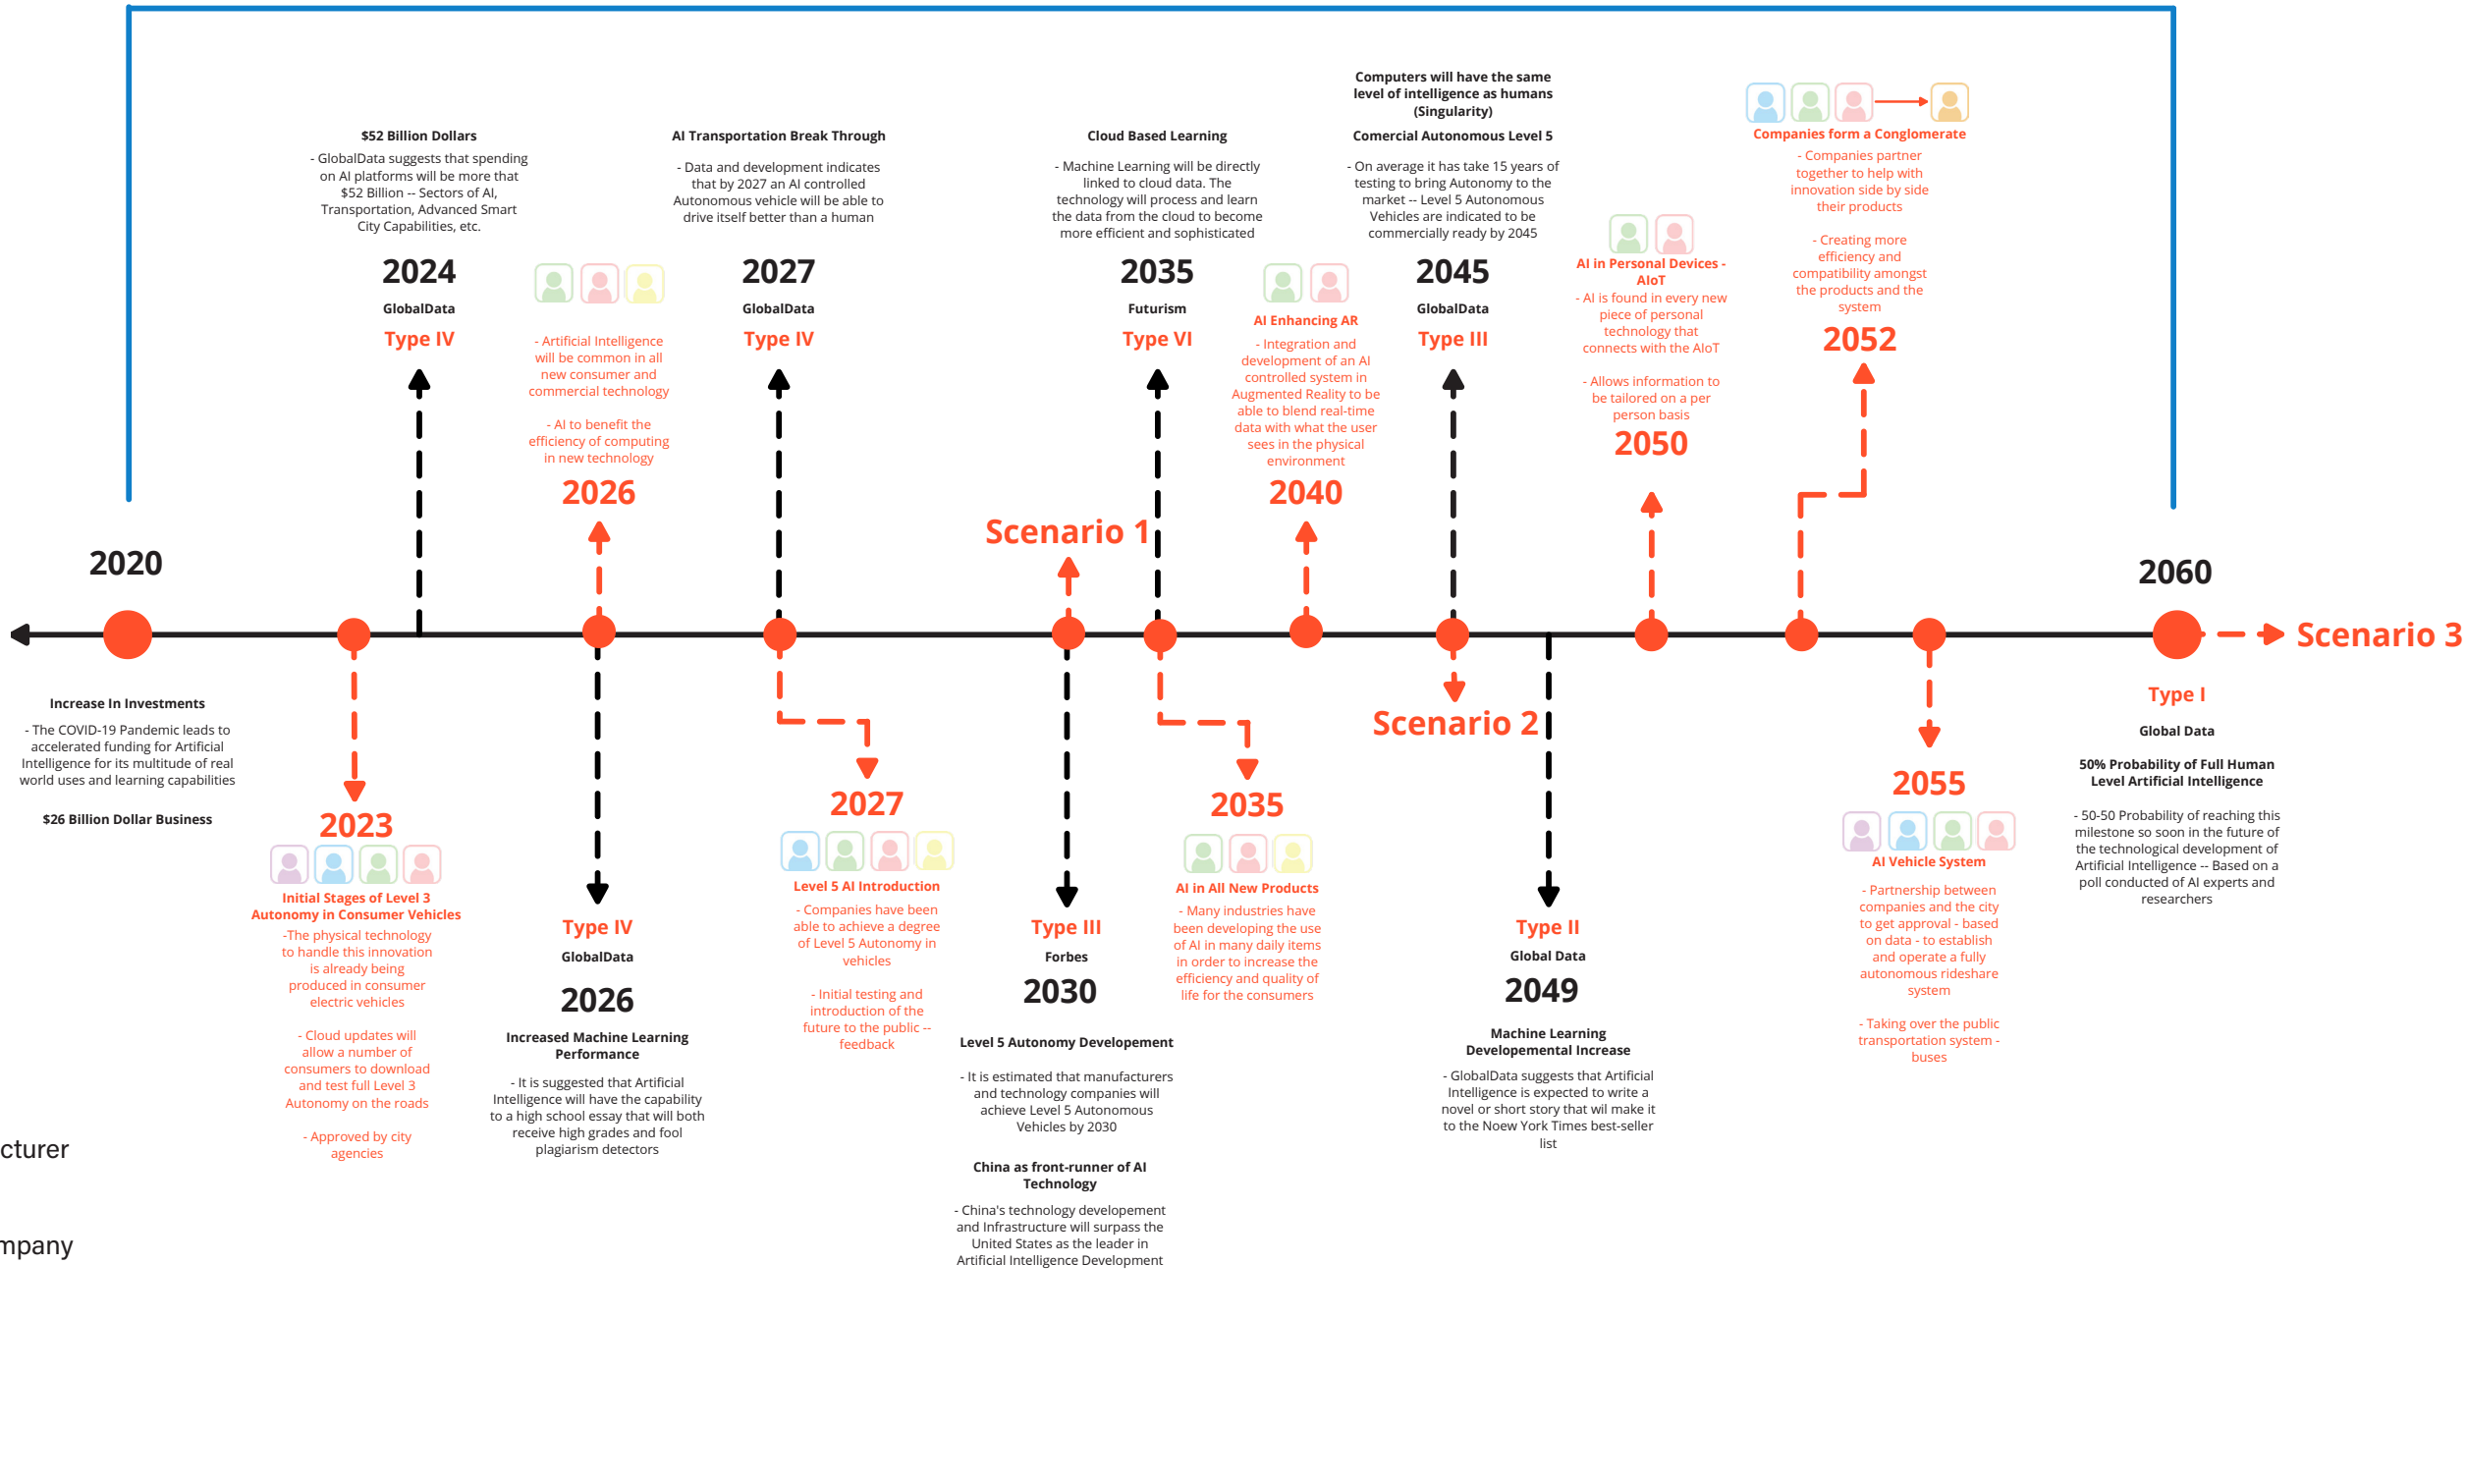 $52 Billion Dollars
- GlobalData suggests that spending
on AI platforms will be more that
$52 Billion -- Sectors of AI,
Transportation, Advanced Smart
City Capabilities, etc.
2024
GlobalData
Type IV
- Artificial Intelligence
will be common in all
new consumer and
commercial technology
- AI to benefit the
efficiency of computing
in new technology
2026
AI Transportation Break Through
- Data and development indicates
that by 2027 an AI controlled
Autonomous vehicle will be able to
drive itself better than a human
2027
GlobalData
Type IV
Cloud Based Learning
- Machine Learning will be directly
linked to cloud data. The
technology will process and learn
the data from the cloud to become
more efficient and sophisticated
2035
Futurism
Type VI
AI Enhancing AR
- Integration and
development of an AI
controlled system in
Augmented Reality to be
able to blend real-time
data with what the user
sees in the physical
environment
2040
Computers will have the same
level of intelligence as humans
(Singularity)
Comercial Autonomous Level 5
- On average it has take 15 years of
testing to bring Autonomy to the
market -- Level 5 Autonomous
Vehicles are indicated to be
commercially ready by 2045
2045
GlobalData
Type III
AI in Personal Devices -
AIoT
- AI is found in every new
piece of personal
technology that
connects with the AIoT
- Allows information to
be tailored on a per
person basis
2050
Companies form a Conglomerate
- Companies partner
together to help with
innovation side by side
their products
- Creating more
efficiency and
compatibility amongst
the products and the
system
2052
Scenario 1
2020
2060
Scenario 3
Increase In Investments
- The COVID-19 Pandemic leads to
accelerated funding for Artificial
Intelligence for its multitude of real
world uses and learning capabilities
$26 Billion Dollar Business
2023
Initial Stages of Level 3
Autonomy in Consumer Vehicles
-The physical technology
to handle this innovation
is already being
produced in consumer
electric vehicles
- Cloud updates will
allow a number of
consumers to download
and test full Level 3
Autonomy on the roads
- Approved by city
agencies
Type IV
GlobalData
2026
Increased Machine Learning
Performance
- It is suggested that Artificial
Intelligence will have the capability
to a high school essay that will both
receive high grades and fool
plagiarism detectors
2027
Level 5 AI Introduction
- Companies have been
able to achieve a degree
of Level 5 Autonomy in
vehicles
- Initial testing and
introduction of the
future to the public --
feedback
Type III
Forbes
2030
Level 5 Autonomy Developement
- It is estimated that manufacturers
and technology companies will
achieve Level 5 Autonomous
Vehicles by 2030
China as front-runner of AI
Technology
- China's technology developement
and Infrastructure will surpass the
United States as the leader in
Artificial Intelligence Development
2035
AI in All New Products
- Many industries have
been developing the use
of AI in many daily items
in order to increase the
efficiency and quality of
life for the consumers
Scenario 2
Type II
Global Data
2049
Machine Learning
Developemental Increase
- GlobalData suggests that Artificial
Intelligence is expected to write a
novel or short story that wil make it
to the Noew York Times best-seller
list
2055
AI Vehicle System
- Partnership between
companies and the city
to get approval - based
on data - to establish
and operate a fully
autonomous rideshare
system
- Taking over the public
transportation system -
buses
Type I
Global Data
50% Probability of Full Human
Level Artificial Intelligence
- 50-50 Probability of reaching this
milestone so soon in the future of
the technological development of
Artificial Intelligence -- Based on a
poll conducted of AI experts and
researchers
cturer
mpany